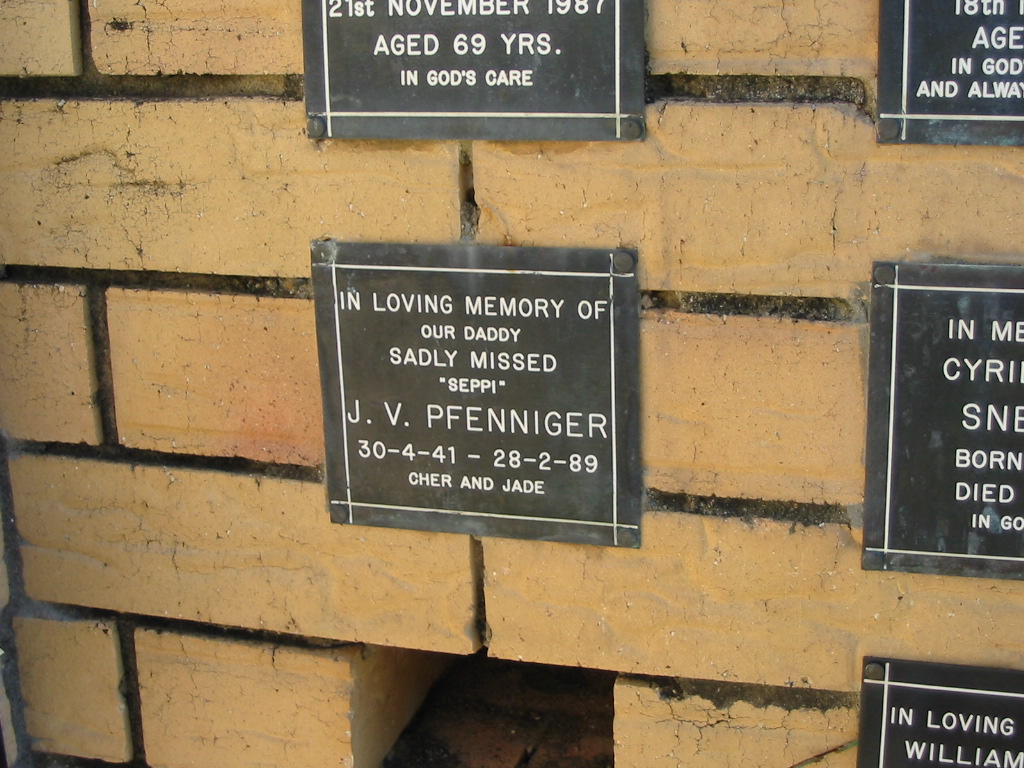 21st NOVEMBER 1987
AGED 69 YRS.
IN GOD'S CARE
18th
AGE
IN GOD'
AND ALWA
IN LOVING MEMORY OF
OUR DADDY
SADLY MISSED
"SEPPI"
J. V. PFENNIGER
30-4-41 - 28-2-89
CHER AND JADE
IN ME
CYRI
SNE
BORN
DIED
IN GO
IN LOVING
WILLIAM